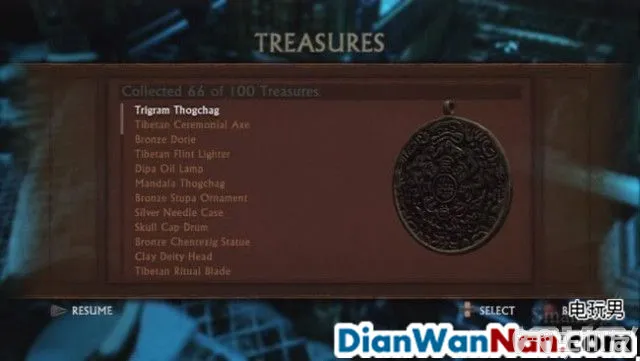 TREASURES
Collected 66 of 100 Treasures
Trigram Thogchag
Tibetan Ceremonial Axe
Bronze Dorje
Tibetan Flint Lighter
Dipa Oil Lamp
Mandala Thogchag
Bronze Stupa Ornament
Silver Needle Case
Skull Cap Drum
Bronze Chenrezig Statue
Clay Deity Head
Tibetan Ritual Blade
RESUME
SELECT
电玩男
DianWanNan.com